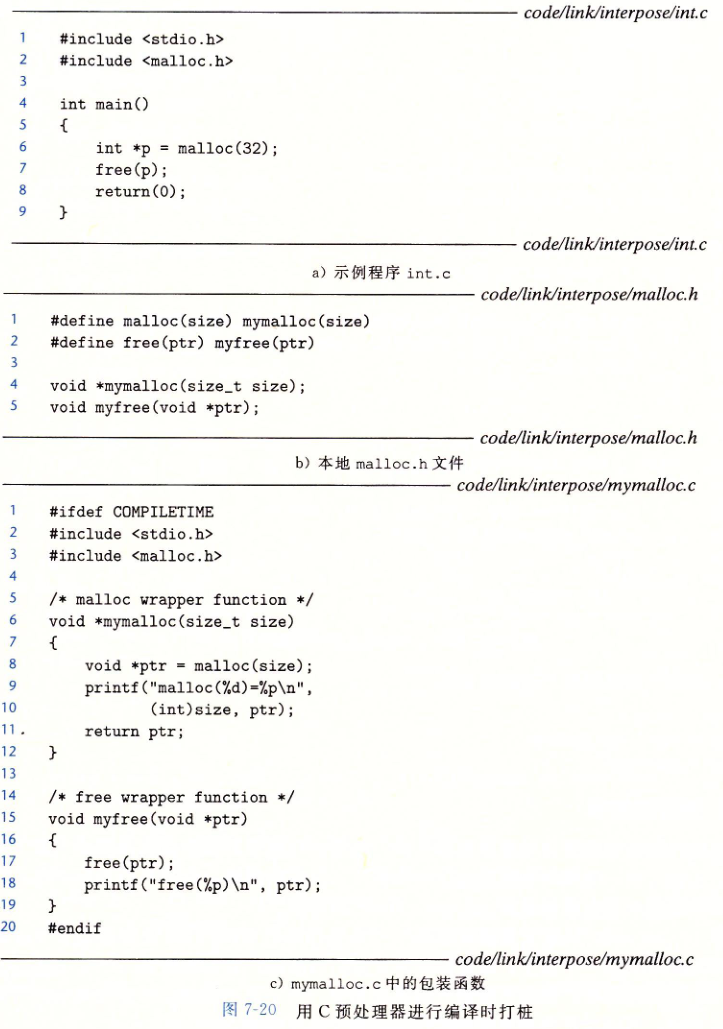 code/link/interpose/int.c
1 #include <stdio.h>
2 #include <malloc.h>
3
4 int main()
5 {
6     int *p = malloc(32);
7     free(p);
8     return(0);
9 }
code/link/interpose/int.c
a) 示例程序 int.c
code/link/interpose/malloc.h
1 #define malloc(size) mymalloc(size)
2 #define free(ptr) myfree(ptr)
3
4 void *mymalloc(size_t size);
5 void myfree(void *ptr);
code/link/interpose/malloc.h
b) 本地 malloc.h 文件
code/link/interpose/mymalloc.c
1 #ifdef COMPILETIME
2 #include <stdio.h>
3 #include <malloc.h>
4
5 /* malloc wrapper function */
6 void *mymalloc(size_t size)
7 {
8     void *ptr = malloc(size);
9     printf("malloc(%d)=%p\n",
10            (int)size, ptr);
11     return ptr;
12 }
13
14 /* free wrapper function */
15 void myfree(void *ptr)
16 {
17     free(ptr);
18     printf("free(%p)\n", ptr);
19 }
20 #endif
code/link/interpose/mymalloc.c
c) mymalloc.c 中的包装函数
图 7-20 用 C 预处理器进行编译时打桩